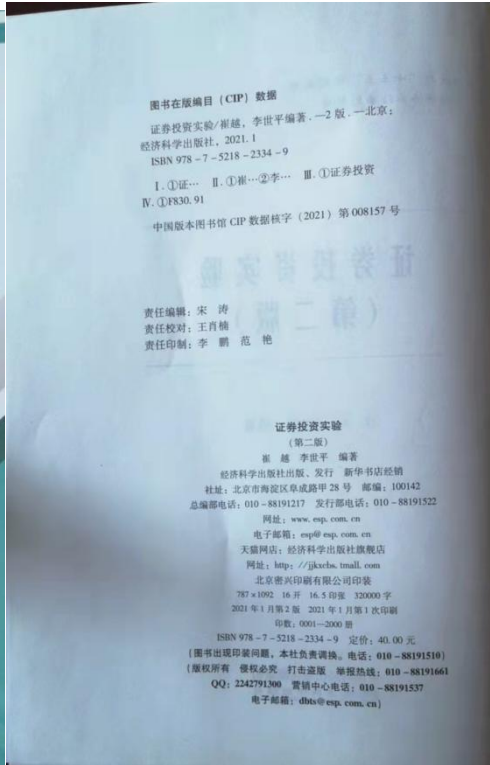 图书在版编目（CIP）数据
证券投资实验/崔越，李世平编著.—2版.—北京：
经济科学出版社，2021.1
ISBN 978-7-5218-2334-9
Ⅰ.①证… Ⅱ.①崔…②李… Ⅲ.①证券投资
Ⅳ.①F830.91
中国版本图书馆CIP数据核字（2021）第008157号
责任编辑：宋 涛
责任校对：王肖楠
责任印制：李 鹏 范 艳
证券投资实验
（第二版）
崔 越 李世平 编著
经济科学出版社出版、发行 新华书店经销
社址：北京市海淀区阜成路甲28号 邮编：100142
总编部电话：010-88191217 发行部电话：010-88191522
网址：www.esp.com.cn
电子邮箱：esp@esp.com.cn
天猫网店：经济科学出版社旗舰店
网址：http://jjkxcbs.tmall.com
北京密兴印刷有限公司印装
787×1092 16开 16.5印张 320000字
2021年1月第2版 2021年1月第1次印刷
印数：0001—2000册
ISBN 978-7-5218-2334-9 定价：40.00元
（图书出现印装问题，本社负责调换。电话：010-88191510）
（版权所有 侵权必究 打击盗版 举报热线：010-88191661
QQ：2242791300 营销中心电话：010-88191537
电子邮箱：dbts@esp.com.cn）